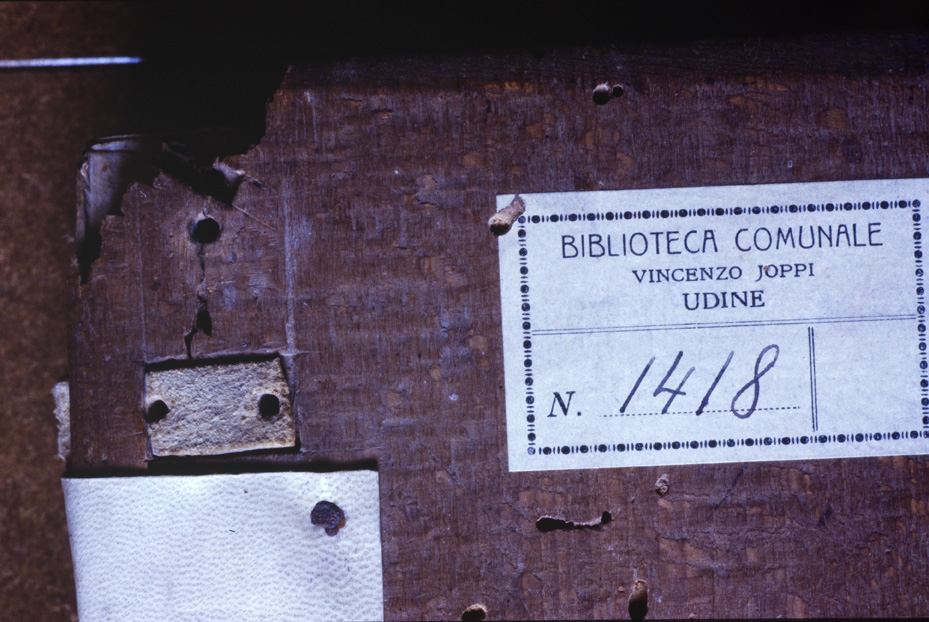 BIBLIOTECA COMUNALE
VINCENZO JOPPI
UDINE
N. 1418